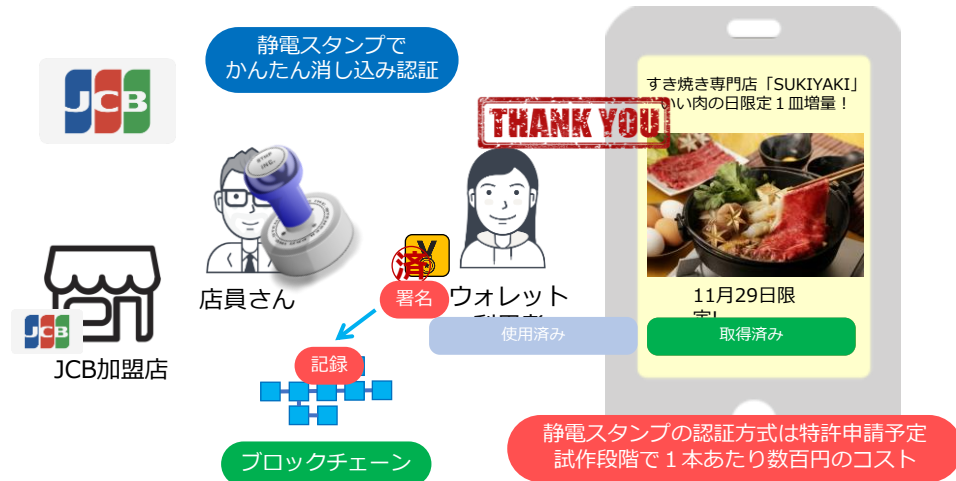 静電スタンプで
かんたん消し込み認証
JCB
すき焼き専門店「SUKIYAKI」
いい肉の日限定１皿増量！
THANK YOU
店員さん
済
署名
ウォレット
利用者
11月29日限
定!
使用済み
取得済み
JCB
JCB加盟店
記録
ブロックチェーン
静電スタンプの認証方式は特許申請予定
試作段階で１本あたり数百円のコスト